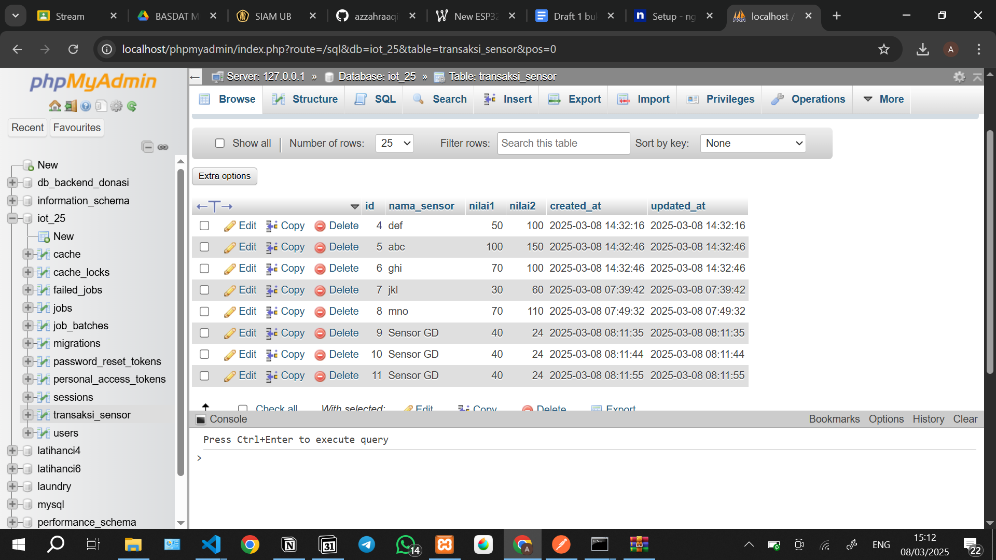 Stream
BASDAT M
SIAM UB
azzahraaqi
New ESP32
Draft 1 buk
Setup - ng
localhost /
localhost/phpmyadmin/index.php?route=/sql&db=iot_25&table=transaksi_sensor&pos=0
A
phpMyAdmin
Recent Favourites
New
db_backend_donasi
information_schema
iot_25
New
cache
cache_locks
failed_jobs
jobs
job_batches
migrations
password_reset_tokens
personal_access_tokens
sessions
transaksi_sensor
users
latihanci4
latihanci6
laundry
mysql
performance_schema
Server: 127.0.0.1 » Database: iot_25 » Table: transaksi_sensor
Browse Structure SQL Search Insert Export Import Privileges Operations More
Show all Number of rows: 25 Filter rows: Search this table Sort by key: None
Extra options
←T→ id nama_sensor nilai1 nilai2 created_at updated_at
Edit Copy Delete 4 def 50 100 2025-03-08 14:32:16 2025-03-08 14:32:16
Edit Copy Delete 5 abc 100 150 2025-03-08 14:32:46 2025-03-08 14:32:46
Edit Copy Delete 6 ghi 70 100 2025-03-08 14:32:46 2025-03-08 14:32:46
Edit Copy Delete 7 jkl 30 60 2025-03-08 07:39:42 2025-03-08 07:39:42
Edit Copy Delete 8 mno 70 110 2025-03-08 07:49:32 2025-03-08 07:49:32
Edit Copy Delete 9 Sensor GD 40 24 2025-03-08 08:11:35 2025-03-08 08:11:35
Edit Copy Delete 10 Sensor GD 40 24 2025-03-08 08:11:44 2025-03-08 08:11:44
Edit Copy Delete 11 Sensor GD 40 24 2025-03-08 08:11:55 2025-03-08 08:11:55
Check all With selected: Edit Copy Delete Export
Console Bookmarks Options History Clear
Press Ctrl+Enter to execute query
>
14
31
ENG
15:12
08/03/2025
22